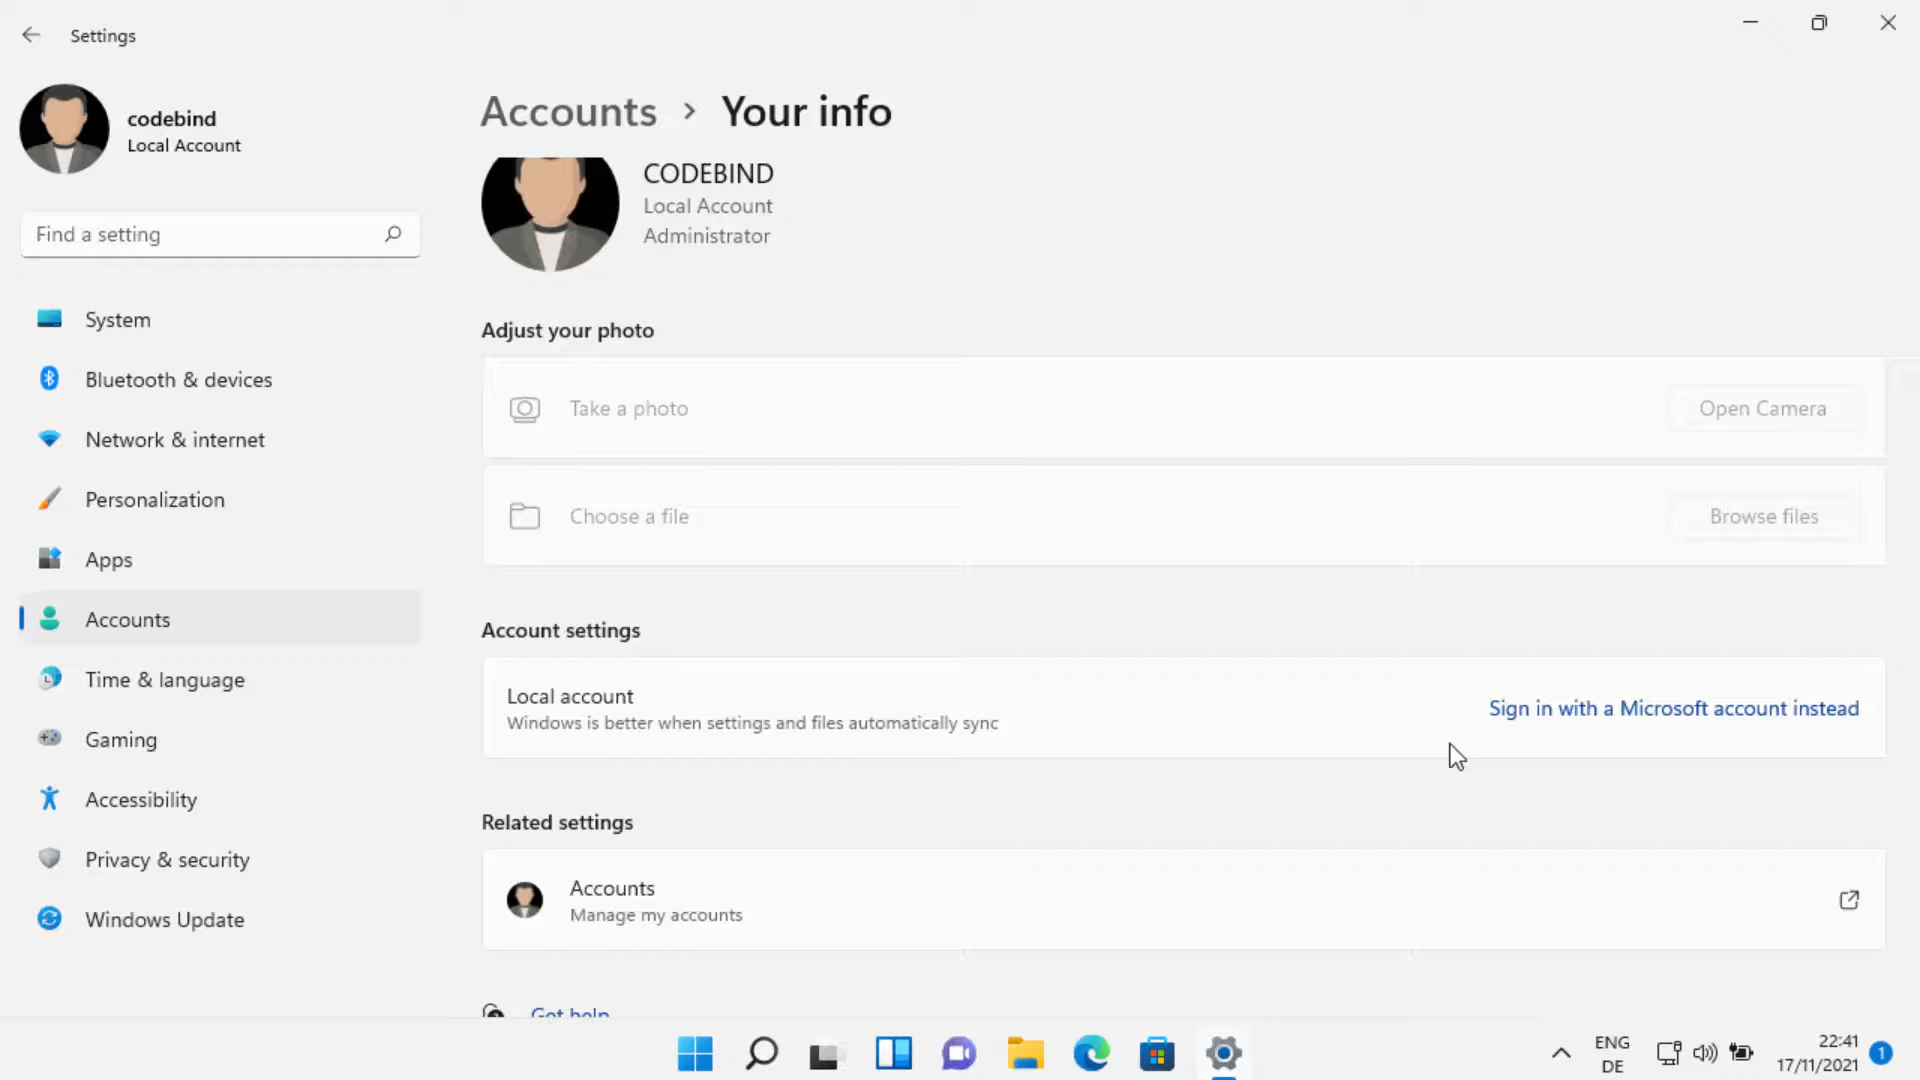 Settings
codebind
Local Account
Find a setting
System
Bluetooth & devices
Network & internet
Personalization
Apps
Accounts
Time & language
Gaming
Accessibility
Privacy & security
Windows Update
Accounts > Your info
CODEBIND
Local Account
Administrator
Adjust your photo
Take a photo
Open Camera
Choose a file
Browse files
Account settings
Local account
Windows is better when settings and files automatically sync
Sign in with a Microsoft account instead
Related settings
Accounts
Manage my accounts
Get help
ENG
DE
22:41
17/11/2021
1